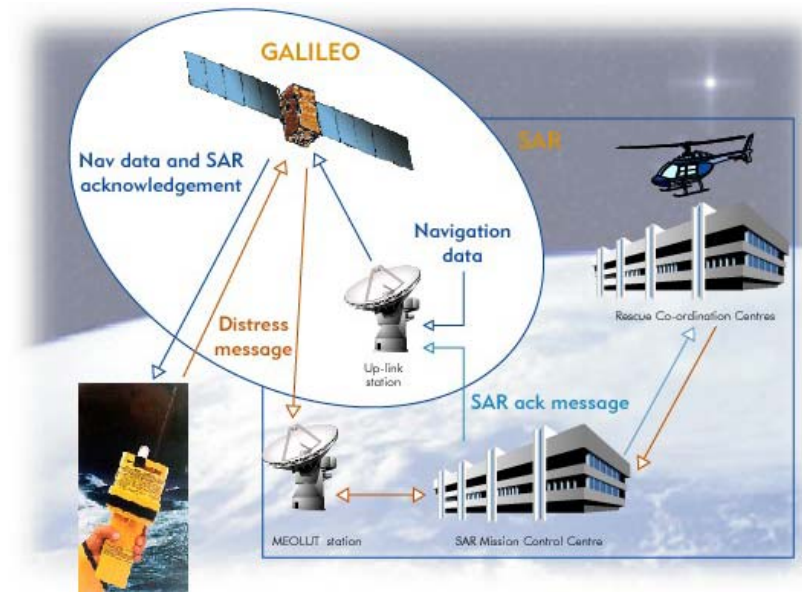 GALILEO
SAR
Nav data and SAR
acknowledgement
Navigation
data
Distress
message
Up-link
station
Rescue Co-ordination Centres
SAR ack message
MEOLUT station
SAR Mission Control Centre